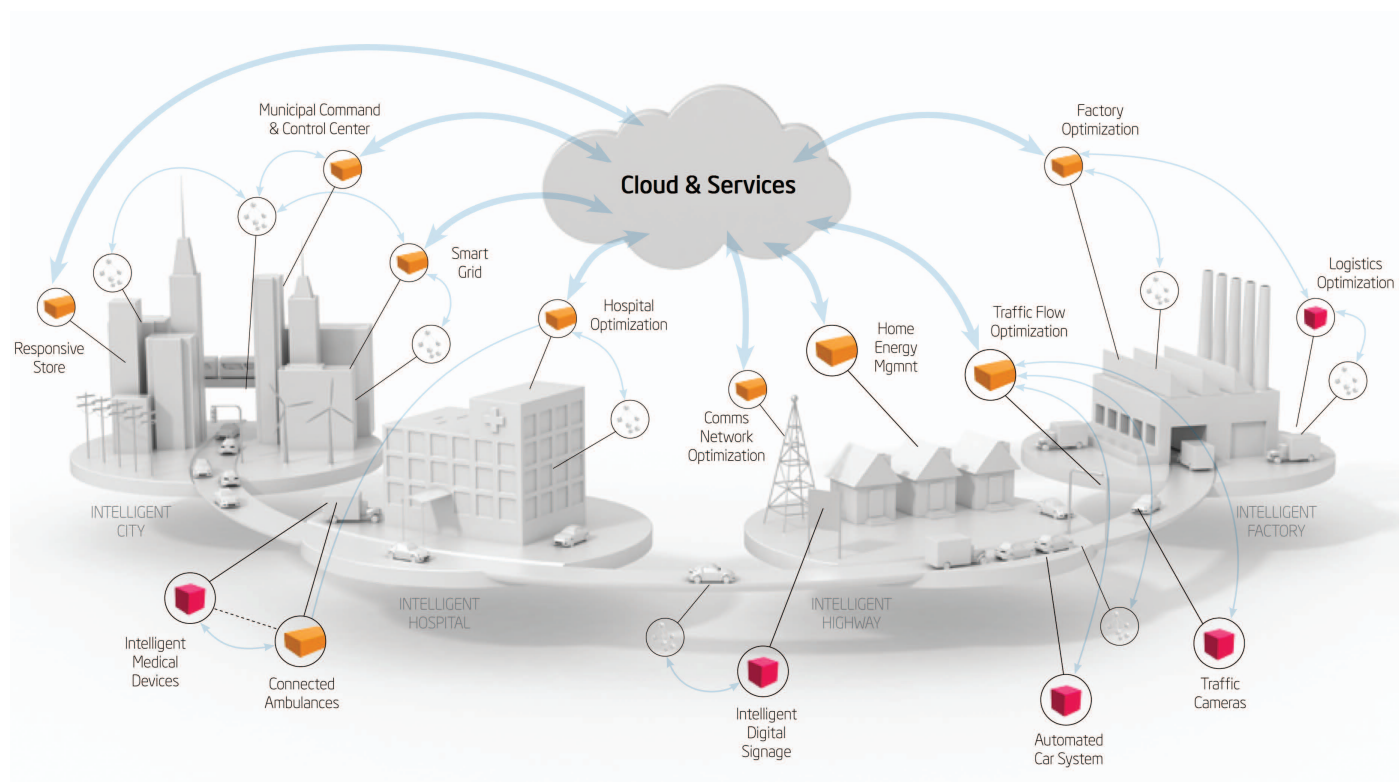 Municipal Command
& Control Center
Cloud & Services
Factory
Optimization
Smart
Grid
Hospital
Optimization
Logistics
Optimization
Traffic Flow
Optimization
Home
Energy
Mgmnt
Responsive
Store
Comms
Network
Optimization
INTELLIGENT
CITY
INTELLIGENT
FACTORY
INTELLIGENT
HOSPITAL
INTELLIGENT
HIGHWAY
Intelligent
Medical
Devices
Connected
Ambulances
Intelligent
Digital
Signage
Traffic
Cameras
Automated
Car System